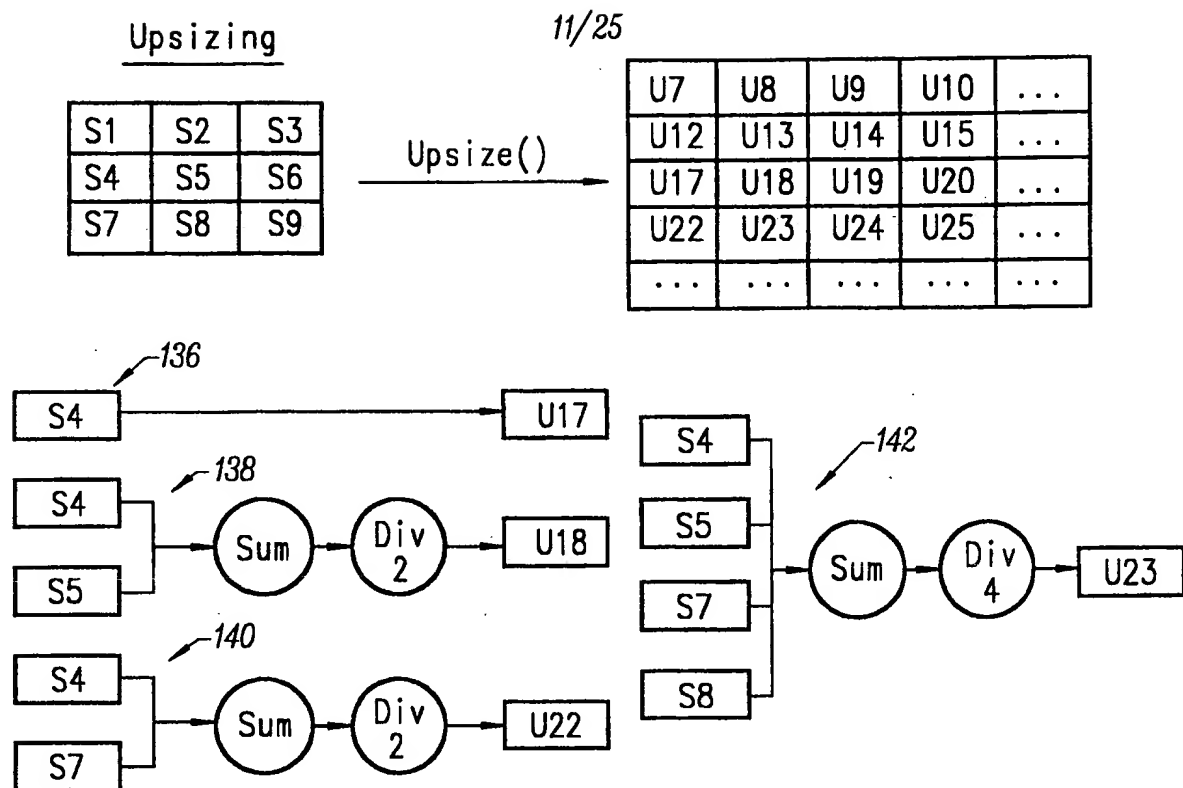 Upsizing
11/25
S1 S2 S3
S4 S5 S6
S7 S8 S9
Upsize()
U7 U8 U9 U10 ...
U12 U13 U14 U15 ...
U17 U18 U19 U20 ...
U22 U23 U24 U25 ...
... ... ... ... ...
136
S4
U17
138
S4
S5
Sum
Div
2
U18
140
S4
S7
Sum
Div
2
U22
142
S4
S5
S7
S8
Sum
Div
4
U23